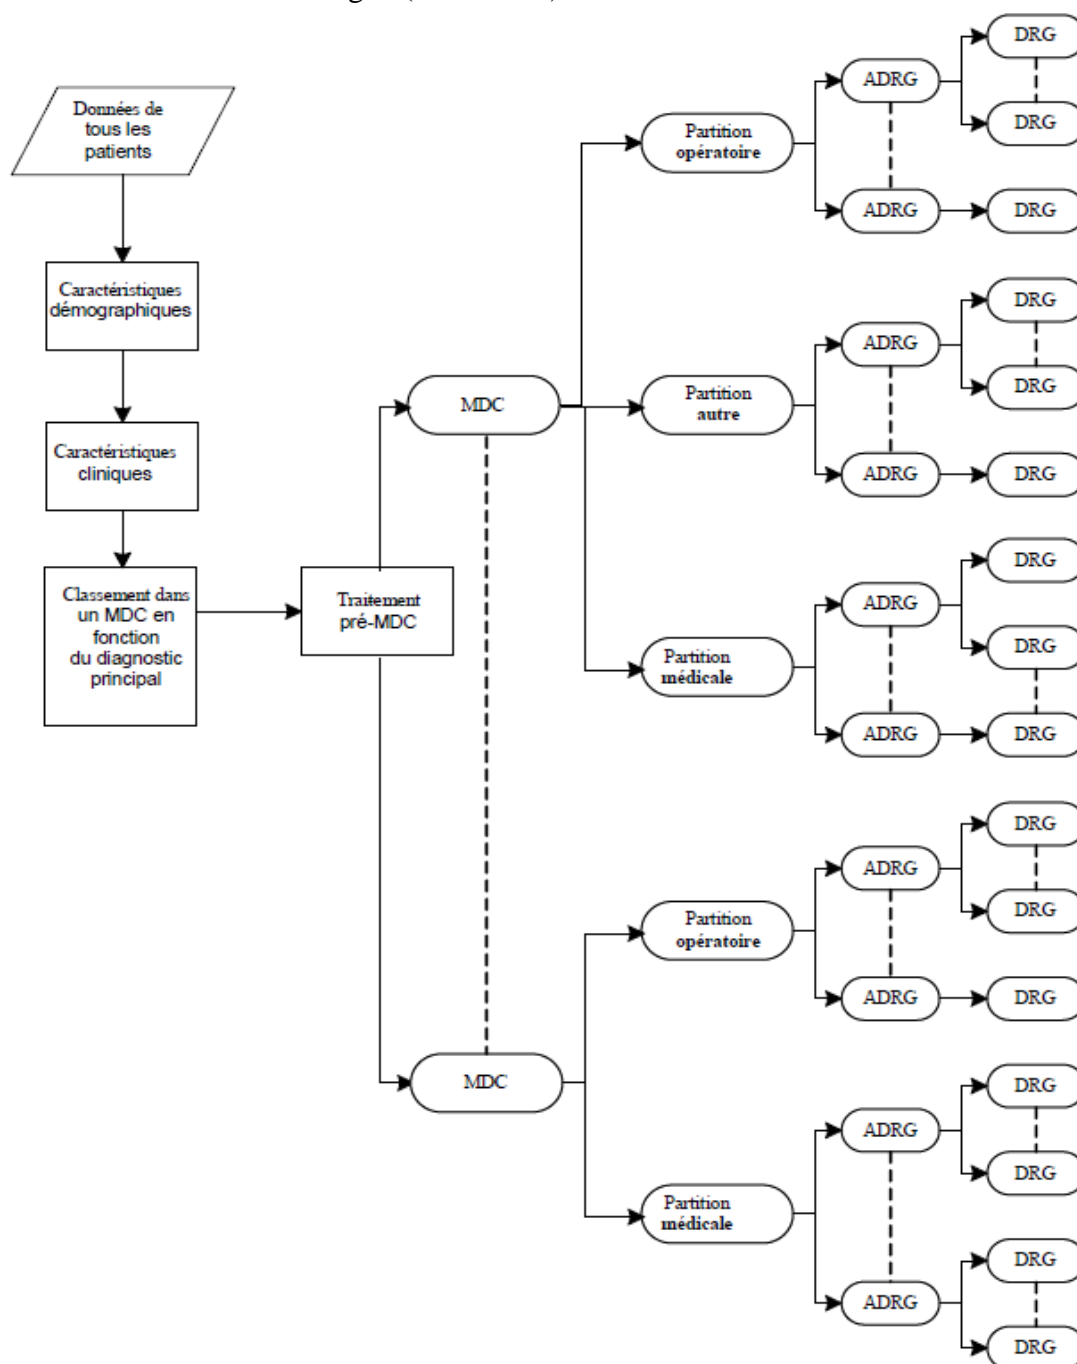 Données de
tous les
patients
Caractéristiques
démographiques
Caractéristiques
cliniques
Classement dans
un MDC en
fonction
du diagnostic
principal
Traitement
pré-MDC
MDC
MDC
Partition
opératoire
ADRG
DRG
DRG
ADRG
DRG
Partition
autre
ADRG
DRG
DRG
ADRG
DRG
Partition
médicale
ADRG
DRG
DRG
ADRG
DRG
Partition
opératoire
ADRG
DRG
DRG
ADRG
DRG
Partition
médicale
ADRG
DRG
DRG
ADRG
DRG
DRG